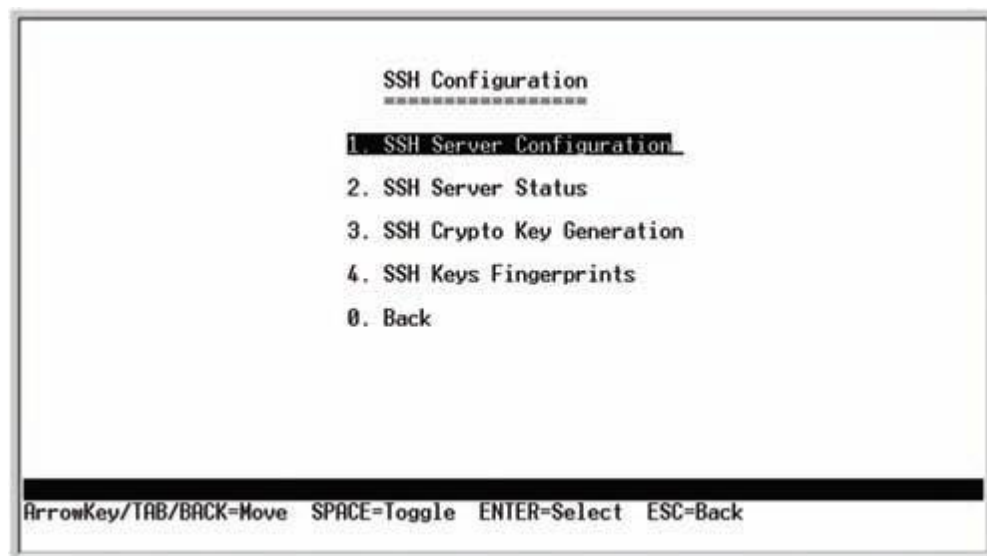 SSH Configuration
==================
1. SSH Server Configuration_
2. SSH Server Status
3. SSH Crypto Key Generation
4. SSH Keys Fingerprints
0. Back
ArrowKey/TAB/BACK=Move SPACE=Toggle ENTER=Select ESC=Back